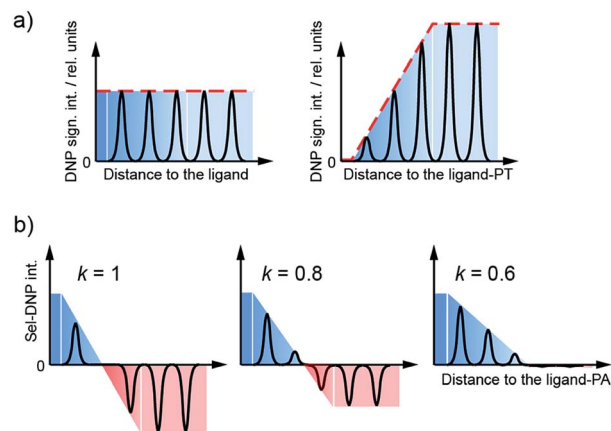 a)
DNP sign. int. / rel. units
0
Distance to the ligand
DNP sign. int. / rel. units
0
Distance to the ligand-PT
b)
Sel-DNP int.
0
k = 1
k = 0.8
k = 0.6
Distance to the ligand-PA